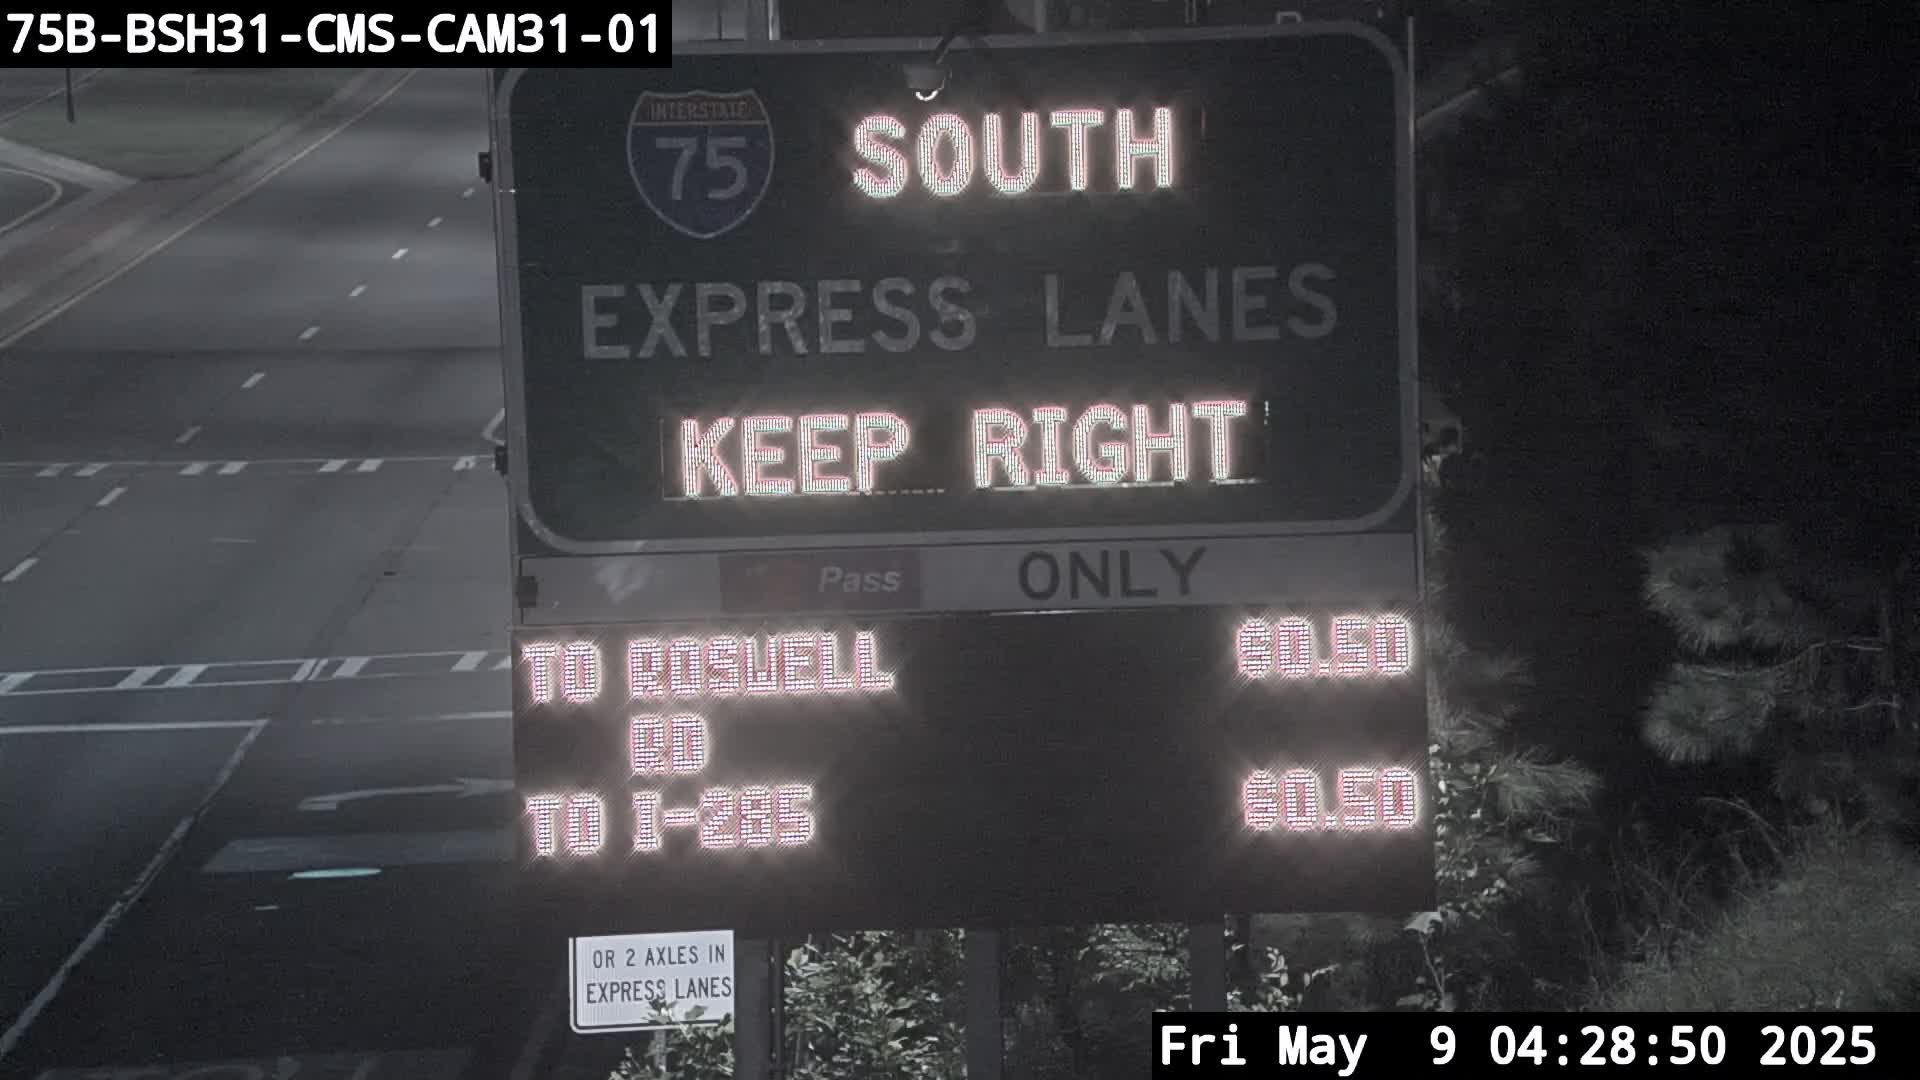 75B-BSH31-CMS-CAM31-01
INTERSTATE
75
SOUTH
EXPRESS LANES
KEEP RIGHT
Pass ONLY
TO ROSWELL $0.50
RD
TO I-285 $0.50
OR 2 AXLES IN
EXPRESS LANES
Fri May 9 04:28:50 2025